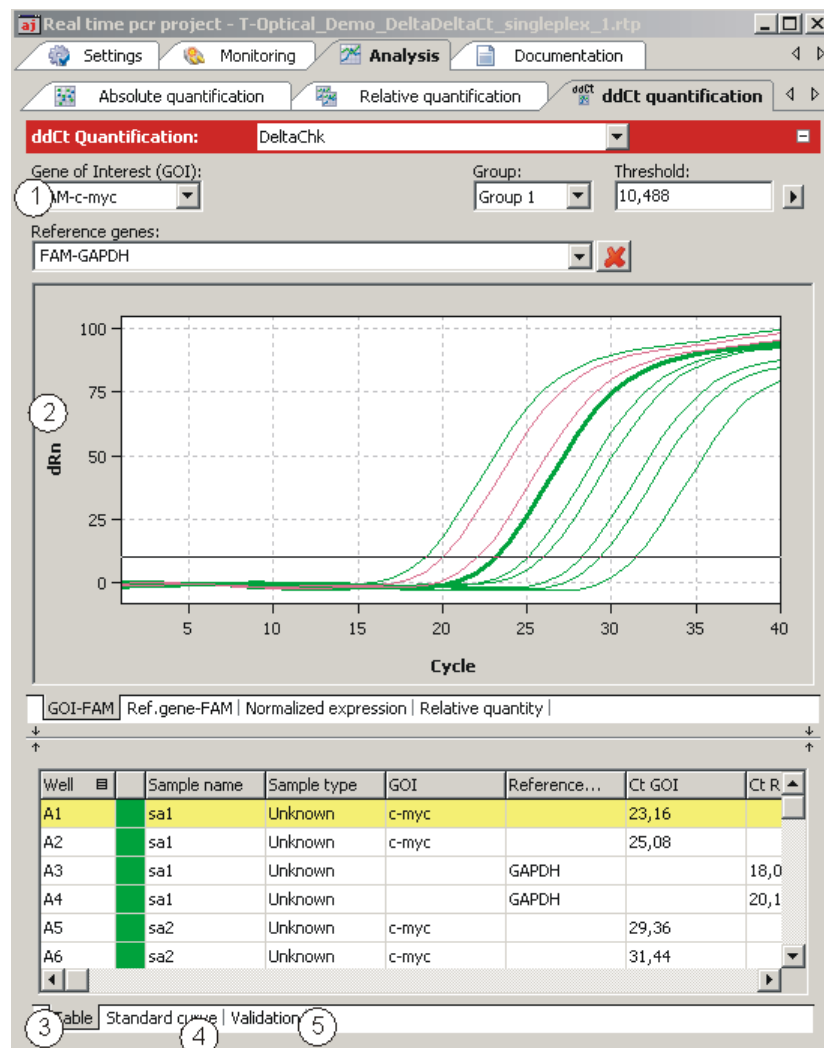 aj Real time pcr project - T-Optical_Demo_DeltaDeltaCt_singleplex_1.rtp
Settings Monitoring Analysis Documentation
Absolute quantification Relative quantification ddCt ddCt quantification
ddCt Quantification: DeltaChk
Gene of Interest (GOI): Group: Threshold:
1 AM-c-myc Group 1 10,488
Reference genes:
FAM-GAPDH
100
75
2
50
25
0
dRn
5 10 15 20 25 30 35 40
Cycle
GOI-FAM Ref.gene-FAM | Normalized expression | Relative quantity |
Well Sample name Sample type GOI Reference... Ct GOI Ct R
A1 sa1 Unknown c-myc 23,16
A2 sa1 Unknown c-myc 25,08
A3 sa1 Unknown GAPDH 18,0
A4 sa1 Unknown GAPDH 20,1
A5 sa2 Unknown c-myc 29,36
A6 sa2 Unknown c-myc 31,44
3 Table Standard curve | Validation
4 5